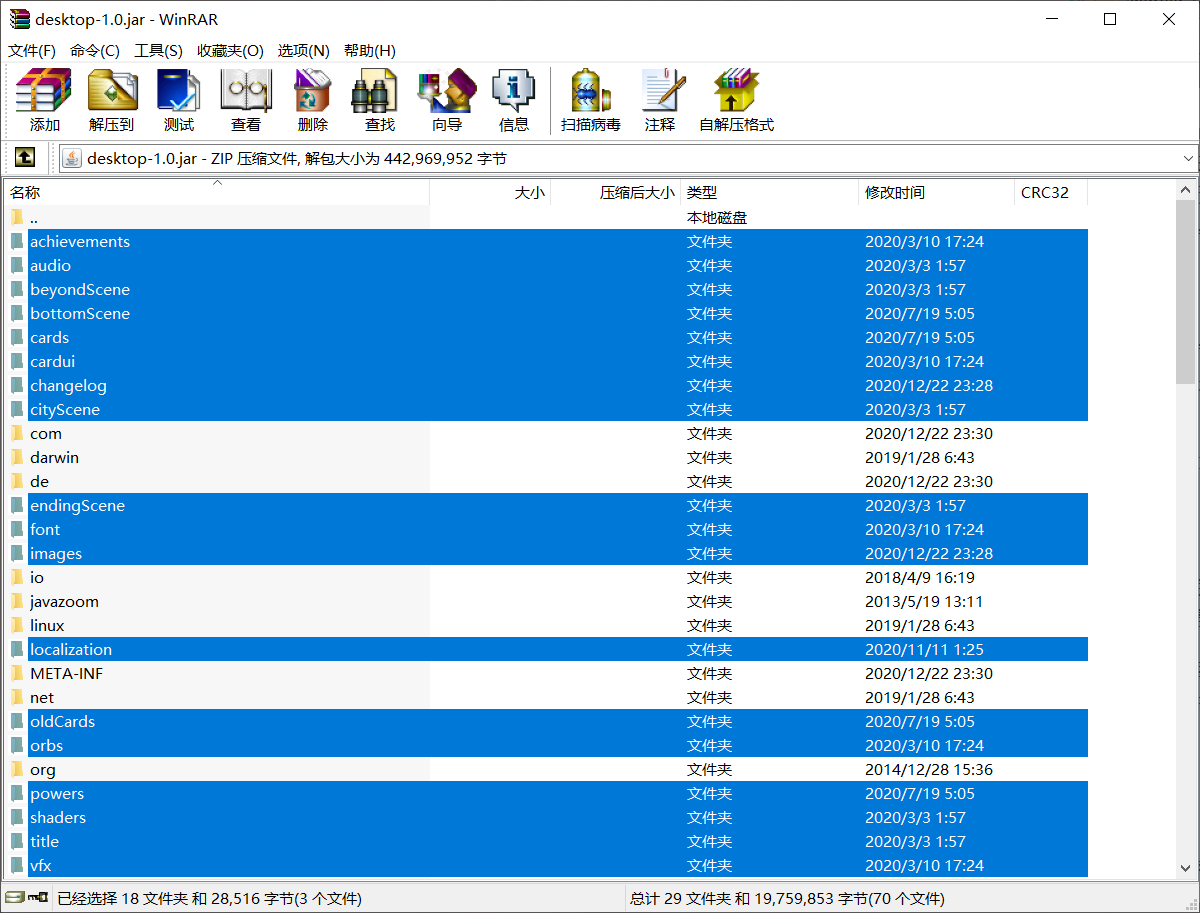 desktop-1.0.jar - WinRAR
文件(F) 命令(C) 工具(S) 收藏夹(O) 选项(N) 帮助(H)
添加 解压到 测试 查看 删除 查找 向导 信息 扫描病毒 注释 自解压格式
desktop-1.0.jar - ZIP 压缩文件, 解包大小为 442,969,952 字节
名称 大小 压缩后大小 类型 修改时间 CRC32
.. 本地磁盘
achievements 文件夹 2020/3/10 17:24
audio 文件夹 2020/3/3 1:57
beyondScene 文件夹 2020/3/3 1:57
bottomScene 文件夹 2020/7/19 5:05
cards 文件夹 2020/7/19 5:05
cardui 文件夹 2020/3/10 17:24
changelog 文件夹 2020/12/22 23:28
cityScene 文件夹 2020/3/3 1:57
com 文件夹 2020/12/22 23:30
darwin 文件夹 2019/1/28 6:43
de 文件夹 2020/12/22 23:30
endingScene 文件夹 2020/3/3 1:57
font 文件夹 2020/3/10 17:24
images 文件夹 2020/12/22 23:28
io 文件夹 2018/4/9 16:19
javazoom 文件夹 2013/5/19 13:11
linux 文件夹 2019/1/28 6:43
localization 文件夹 2020/11/11 1:25
META-INF 文件夹 2020/12/22 23:30
net 文件夹 2019/1/28 6:43
oldCards 文件夹 2020/7/19 5:05
orbs 文件夹 2020/3/10 17:24
org 文件夹 2014/12/28 15:36
powers 文件夹 2020/7/19 5:05
shaders 文件夹 2020/3/3 1:57
title 文件夹 2020/3/3 1:57
vfx 文件夹 2020/3/10 17:24
已经选择 18 文件夹 和 28,516 字节(3 个文件) 总计 29 文件夹 和 19,759,853 字节(70 个文件)